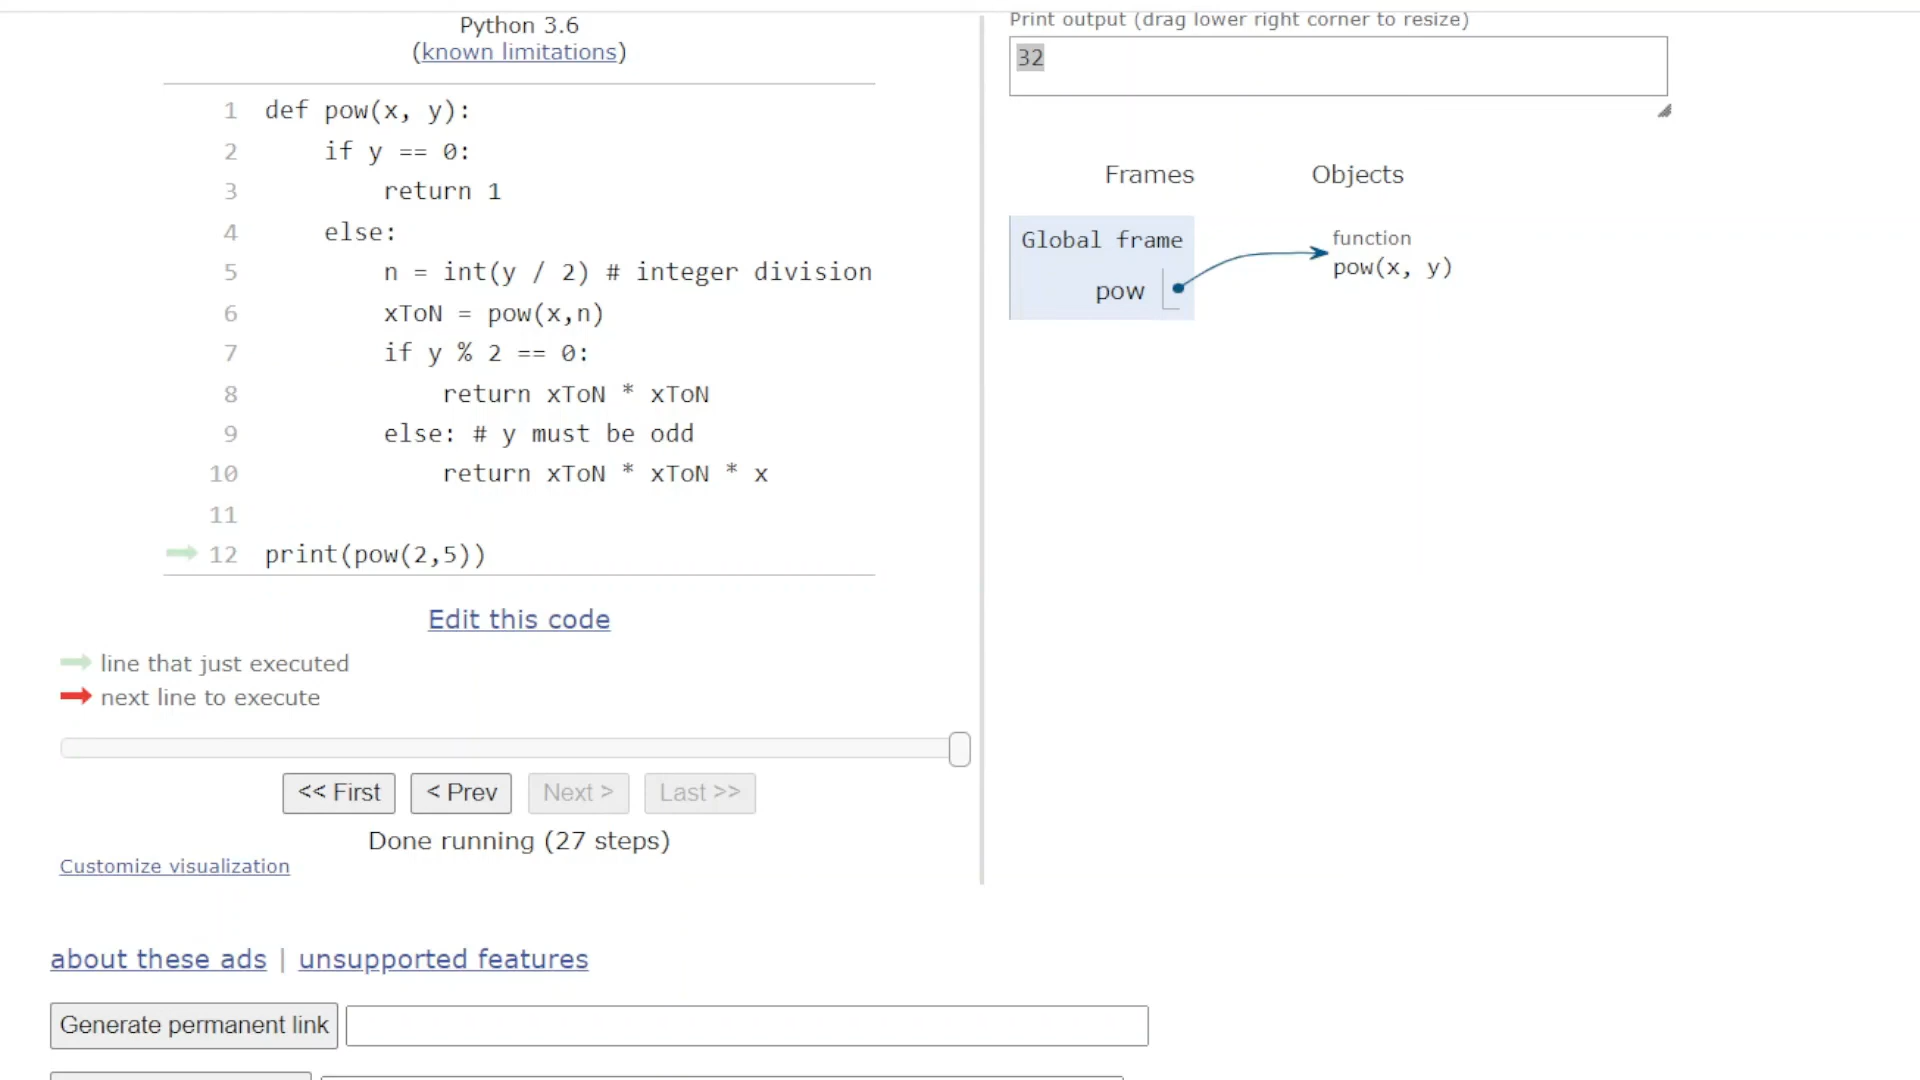 Python 3.6
(known limitations)
1 def pow(x, y):
2     if y == 0:
3         return 1
4     else:
5         n = int(y / 2) # integer division
6         xToN = pow(x,n)
7         if y % 2 == 0:
8             return xToN * xToN
9         else: # y must be odd
10             return xToN * xToN * x
11
12 print(pow(2,5))
Edit this code
line that just executed
next line to execute
<< First < Prev Next > Last >>
Done running (27 steps)
Customize visualization
about these ads | unsupported features
Generate permanent link
Print output (drag lower right corner to resize)
32
Frames Objects
Global frame
pow
function
pow(x, y)